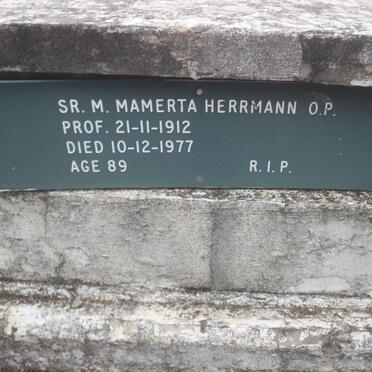 SR. M. MAMERTA HERRMANN O.P.
PROF. 21-11-1912
DIED 10-12-1977
AGE 89 R.I.P.